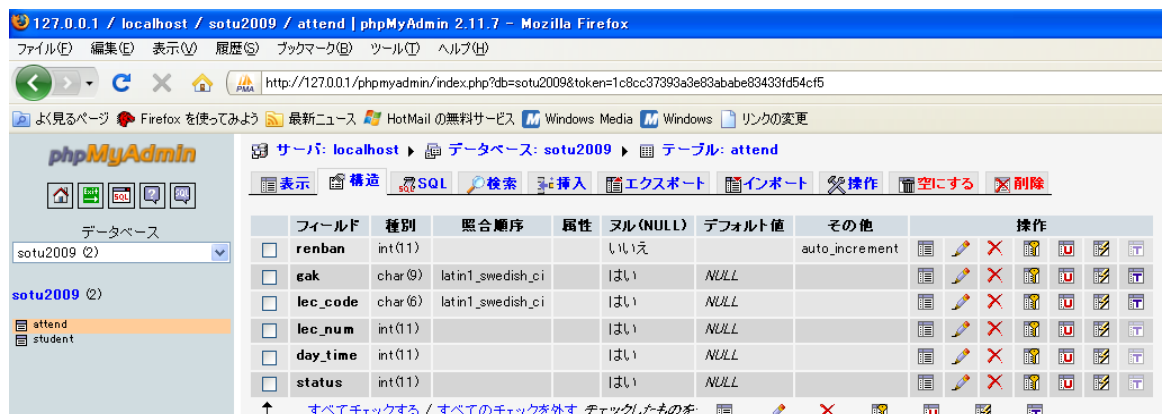 127.0.0.1 / localhost / sotu2009 / attend | phpMyAdmin 2.11.7 - Mozilla Firefox
ファイル(F) 編集(E) 表示(V) 履歴(S) ブックマーク(B) ツール(T) ヘルプ(H)
PMA http://127.0.0.1/phpmyadmin/index.php?db=sotu2009&token=1c8cc37393a3e83ababe83433fd54cf5
よく見るページ Firefox を使ってみよう 最新ニュース HotMail の無料サービス Windows Media Windows リンクの変更
phpMyAdmin
Exit SQL SQL
データベース
sotu2009 (2)
sotu2009 (2)
attend
student
サーバ: localhost ▶ データベース: sotu2009 ▶ テーブル: attend
表示 構造 SQL 検索 挿入 エクスポート インポート 操作 空にする 削除
フィールド 種別 照合順序 属性 ヌル(NULL) デフォルト値 その他 操作
renban int(11) いいえ auto_increment
gak char(9) latin1_swedish_ci はい NULL
lec_code char(6) latin1_swedish_ci はい NULL
lec_num int(11) はい NULL
day_time int(11) はい NULL
status int(11) はい NULL
すべてチェックする / すべてのチェックを外す チェックしたものを: